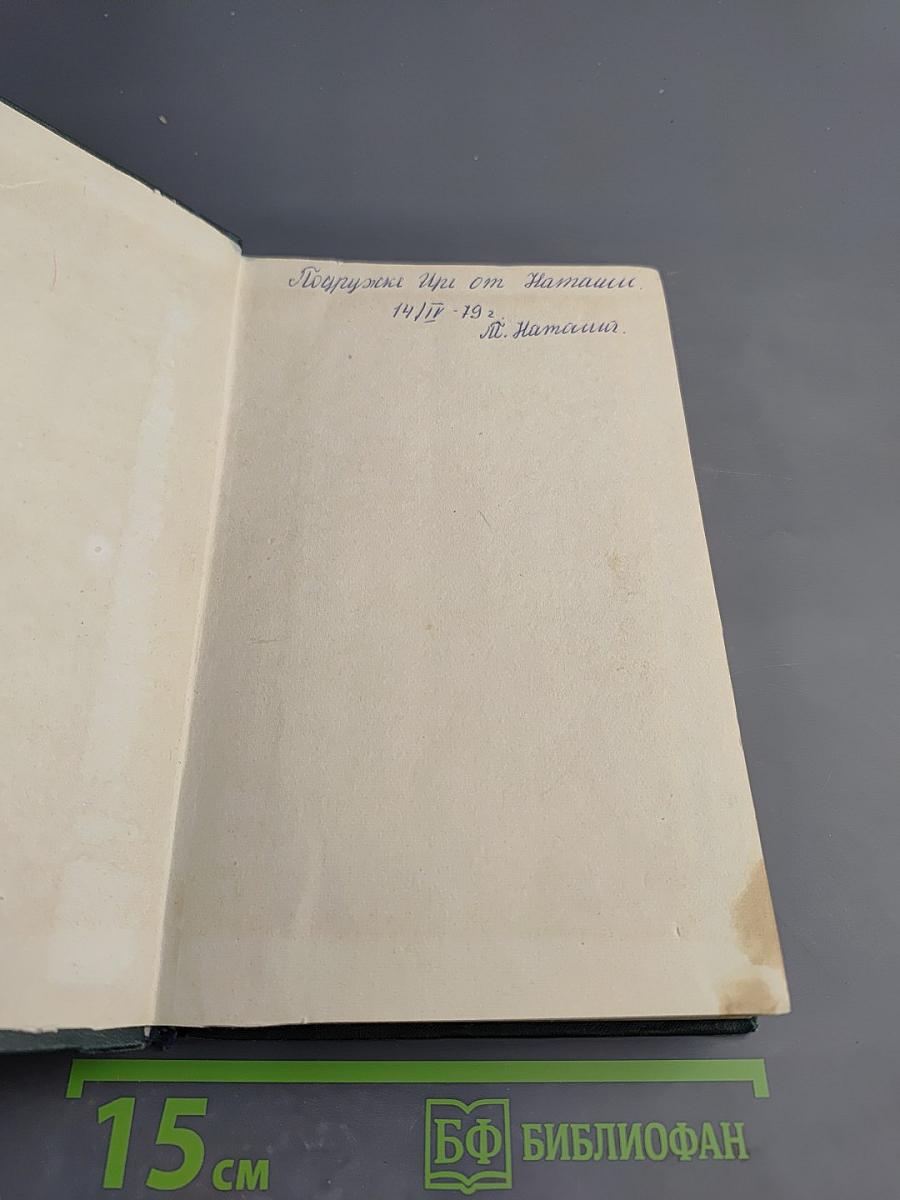 Подружке Ире от Наташи.
14/IV-79 г.
Т. Наташа.
15 см
БФ БИБЛИОФАН